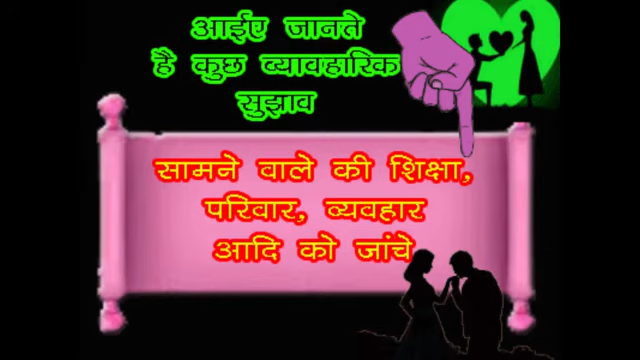 आईए जानते
है कुछ व्यावहारिक
सुझाव
सामने वाले की शिक्षा,
परिवार, व्यवहार
आदि को जांचे